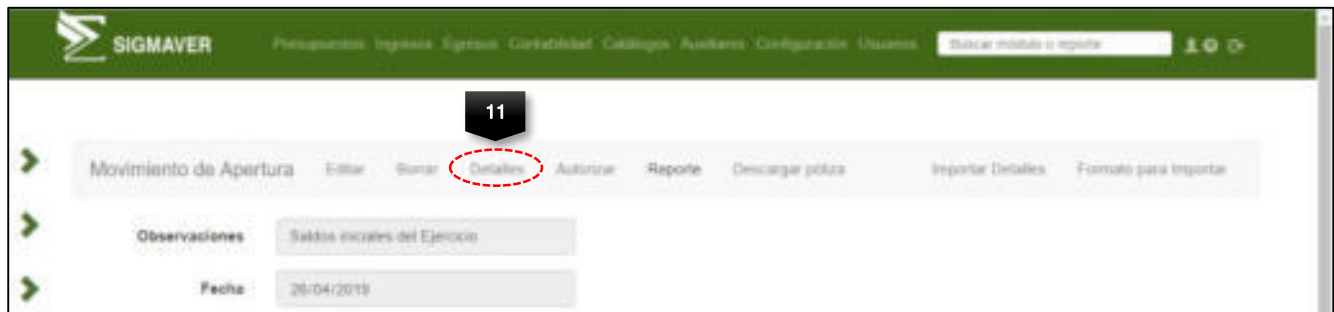 SIGMAVER Presupuestos Ingresos Egresos Contabilidad Catálogos Auxiliares Configuración Usuarios Buscar módulo o reporte
11
Movimiento de Apertura Editar Borrar Detalles Autorizar Reporte Descargar póliza Importar Detalles Formato para Importar
Observaciones Saldos iniciales del Ejercicio
Fecha 26/04/2019